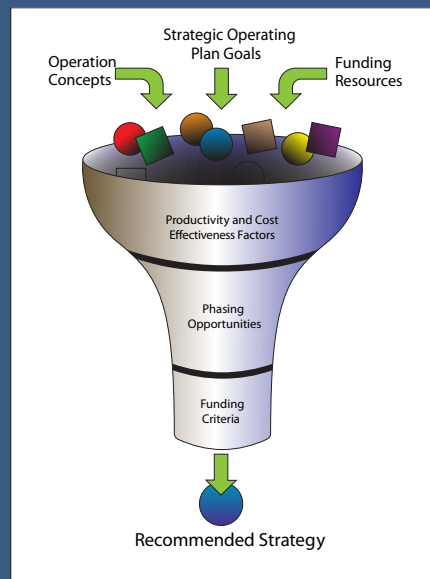 Strategic Operating
Plan Goals
Operation
Concepts
Funding
Resources
Productivity and Cost
Effectiveness Factors
Phasing
Opportunities
Funding
Criteria
Recommended Strategy